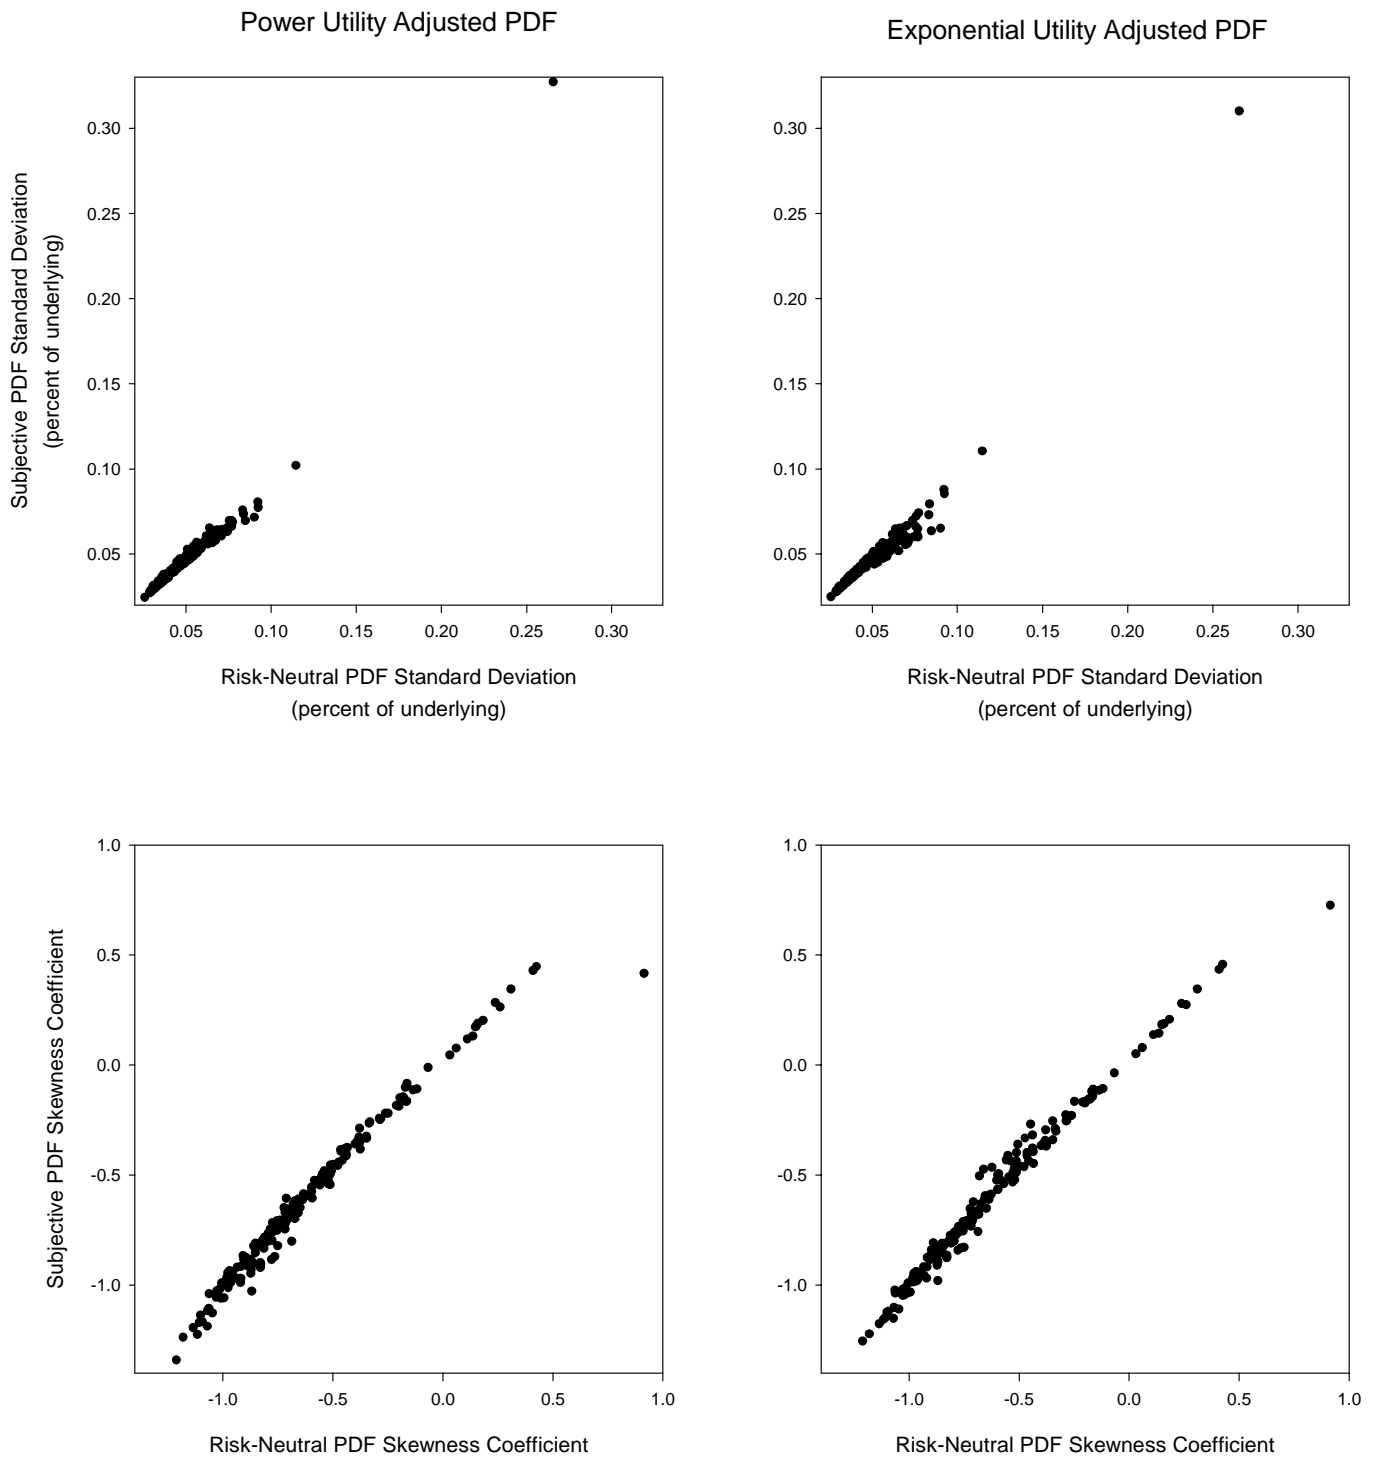 Power Utility Adjusted PDF
Exponential Utility Adjusted PDF
Subjective PDF Standard Deviation
(percent of underlying)
0.30
0.25
0.20
0.15
0.10
0.05
0.05 0.10 0.15 0.20 0.25 0.30
Risk-Neutral PDF Standard Deviation
(percent of underlying)
0.30
0.25
0.20
0.15
0.10
0.05
0.05 0.10 0.15 0.20 0.25 0.30
Risk-Neutral PDF Standard Deviation
(percent of underlying)
Subjective PDF Skewness Coefficient
1.0
0.5
0.0
-0.5
-1.0
-1.0 -0.5 0.0 0.5 1.0
Risk-Neutral PDF Skewness Coefficient
1.0
0.5
0.0
-0.5
-1.0
-1.0 -0.5 0.0 0.5 1.0
Risk-Neutral PDF Skewness Coefficient